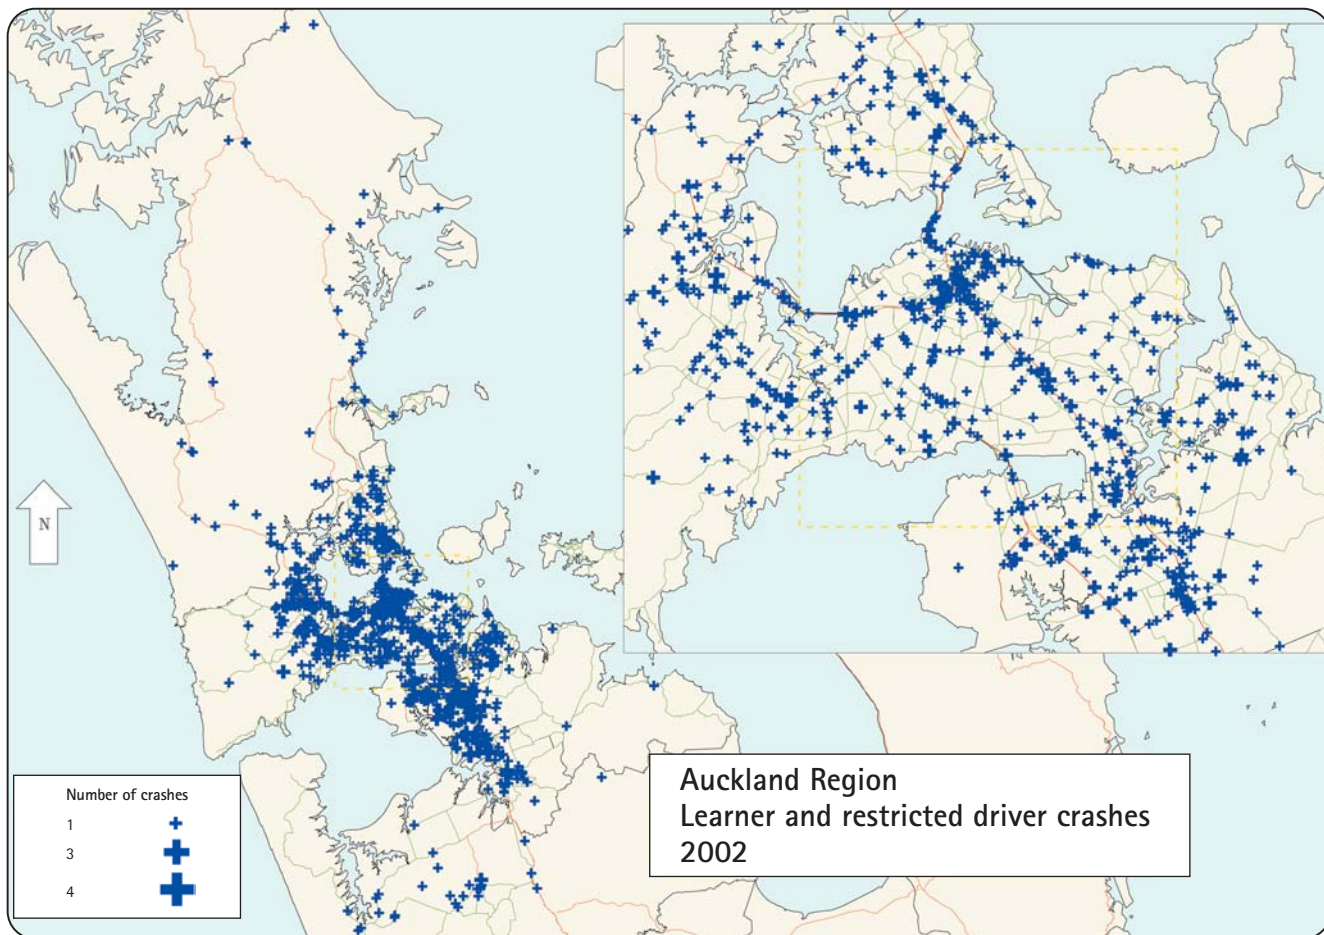 N
Number of crashes
1
3
4
Auckland Region
Learner and restricted driver crashes
2002